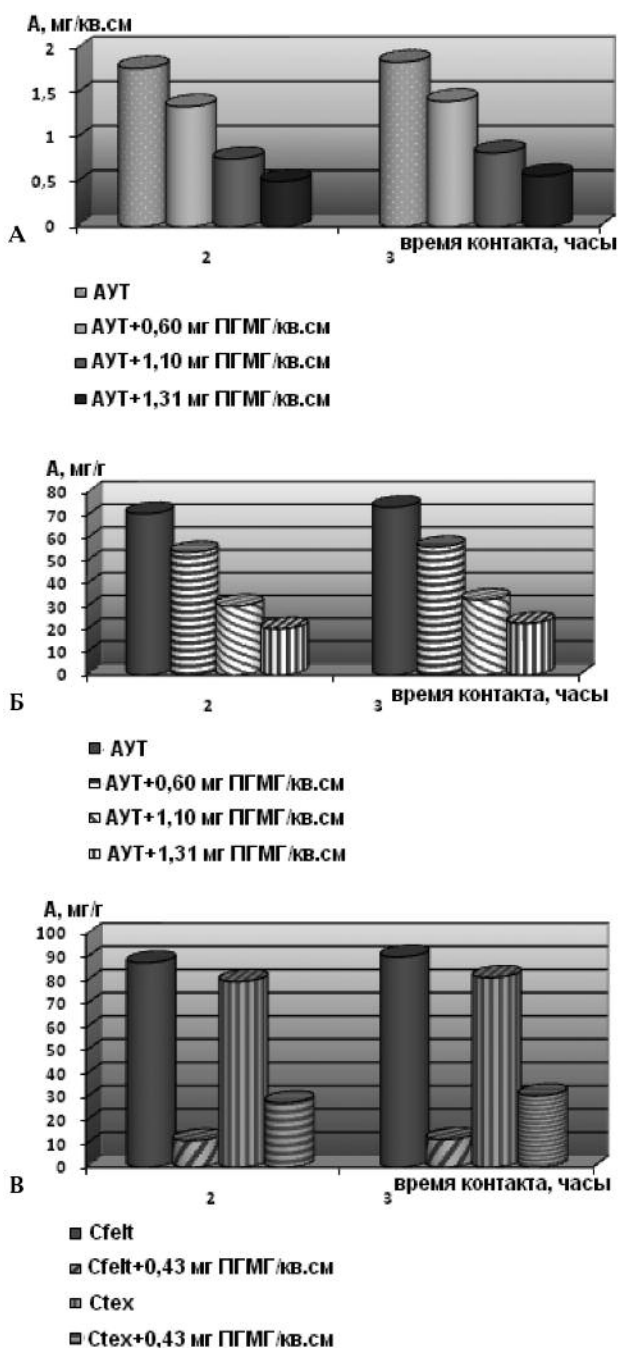 А, мг/кв.см
2
1,5
1
0,5
0
А
время контакта, часы
2 3
АУТ
АУТ+0,60 мг ПГМГ/кв.см
АУТ+1,10 мг ПГМГ/кв.см
АУТ+1,31 мг ПГМГ/кв.см
А, мг/г
80
70
60
50
40
30
20
10
0
Б
время контакта, часы
2 3
АУТ
АУТ+0,60 мг ПГМГ/кв.см
АУТ+1,10 мг ПГМГ/кв.см
АУТ+1,31 мг ПГМГ/кв.см
А, мг/г
100
90
80
70
60
50
40
30
20
10
0
В
время контакта, часы
2 3
Cfelt
Cfelt+0,43 мг ПГМГ/кв.см
Ctex
Ctex+0,43 мг ПГМГ/кв.см